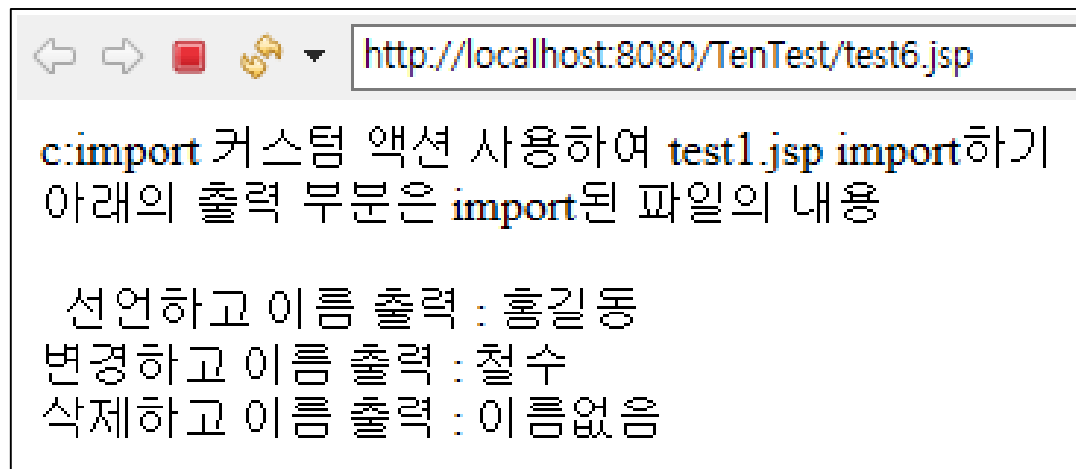 http://localhost:8080/TenTest/test6.jsp
c:import 커스텀 액션 사용하여 test1.jsp import하기
아래의 출력 부분은 import된 파일의 내용
선언하고 이름 출력 : 홍길동
변경하고 이름 출력 : 철수
삭제하고 이름 출력 : 이름없음